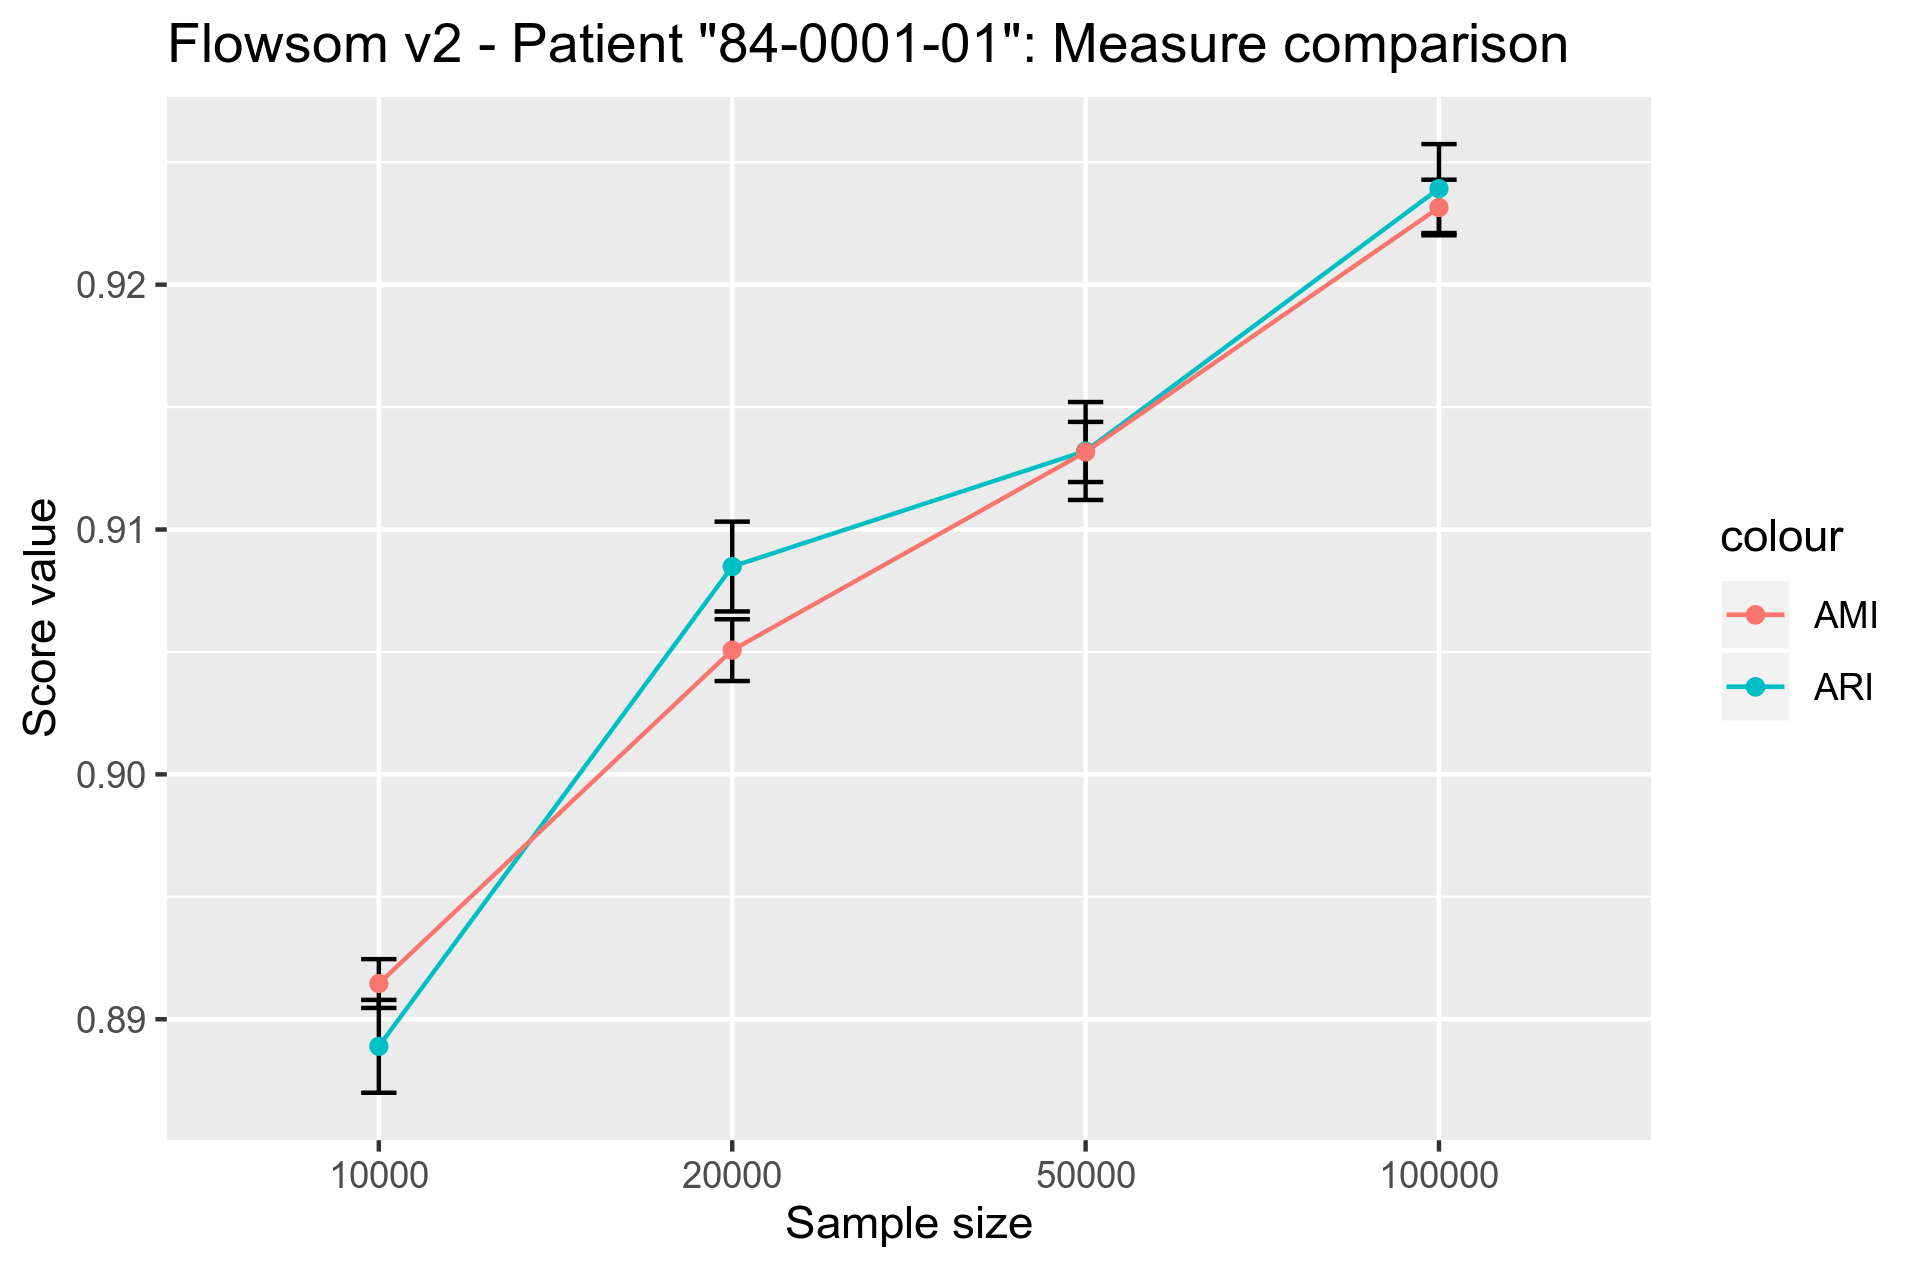 Flowsom v2 - Patient "84-0001-01": Measure comparison
Score value
0.92
0.91
0.90
0.89
10000 20000 50000 100000
Sample size
colour
AMI
ARI